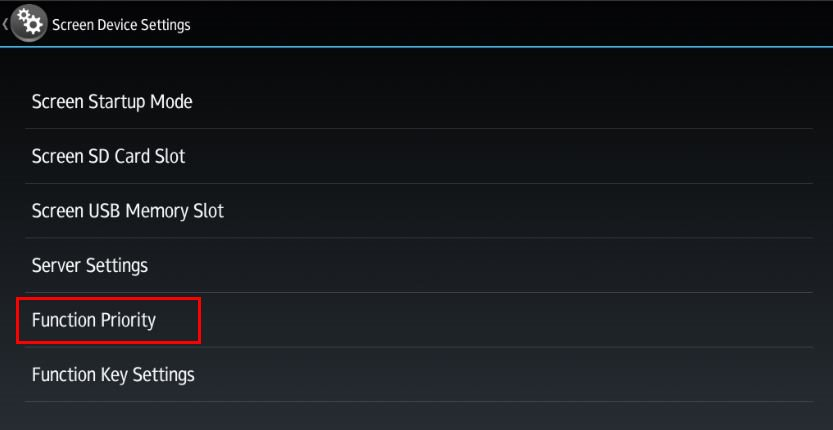 Screen Device Settings
Screen Startup Mode
Screen SD Card Slot
Screen USB Memory Slot
Server Settings
Function Priority
Function Key Settings